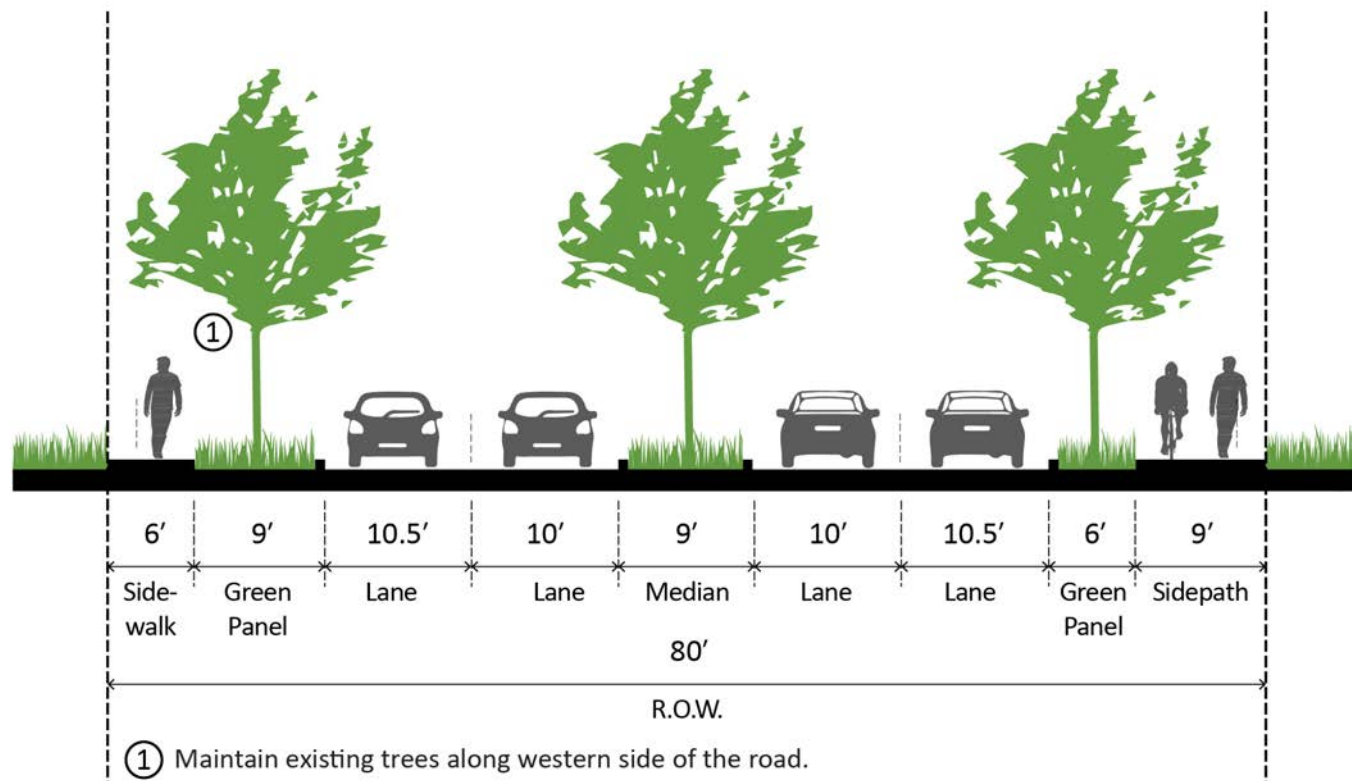 ①
6′ 9′ 10.5′ 10′ 9′ 10′ 10.5′ 6′ 9′
Side- Green Lane Lane Median Lane Lane Green Sidepath
walk Panel Panel
80′
R.O.W.
① Maintain existing trees along western side of the road.